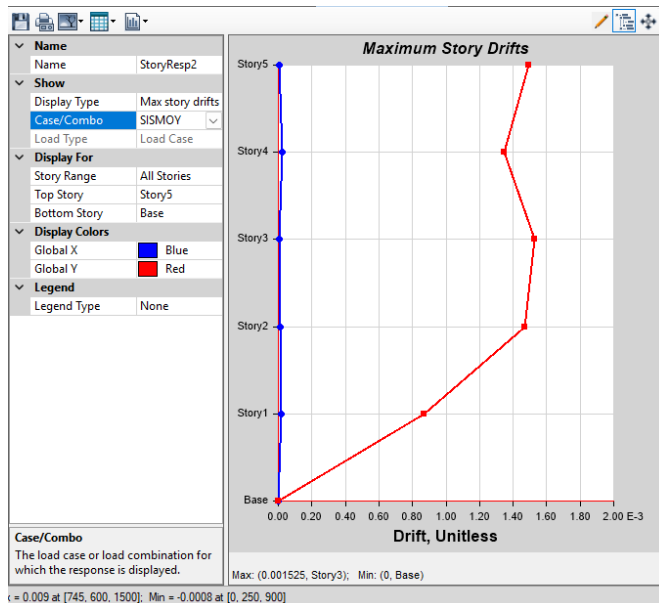 Name
Name StoryResp2
Show
Display Type Max story drifts
Case/Combo SISMOY
Load Type Load Case
Display For
Story Range All Stories
Top Story Story5
Bottom Story Base
Display Colors
Global X Blue
Global Y Red
Legend
Legend Type None
Case/Combo
The load case or load combination for
which the response is displayed.
Maximum Story Drifts
Story5
Story4
Story3
Story2
Story1
Base
0.00 0.20 0.40 0.60 0.80 1.00 1.20 1.40 1.60 1.80 2.00 E-3
Drift, Unitless
Max: (0.001525, Story3); Min: (0, Base)
= 0.009 at [745, 600, 1500]; Min = -0.0008 at [0, 250, 900]